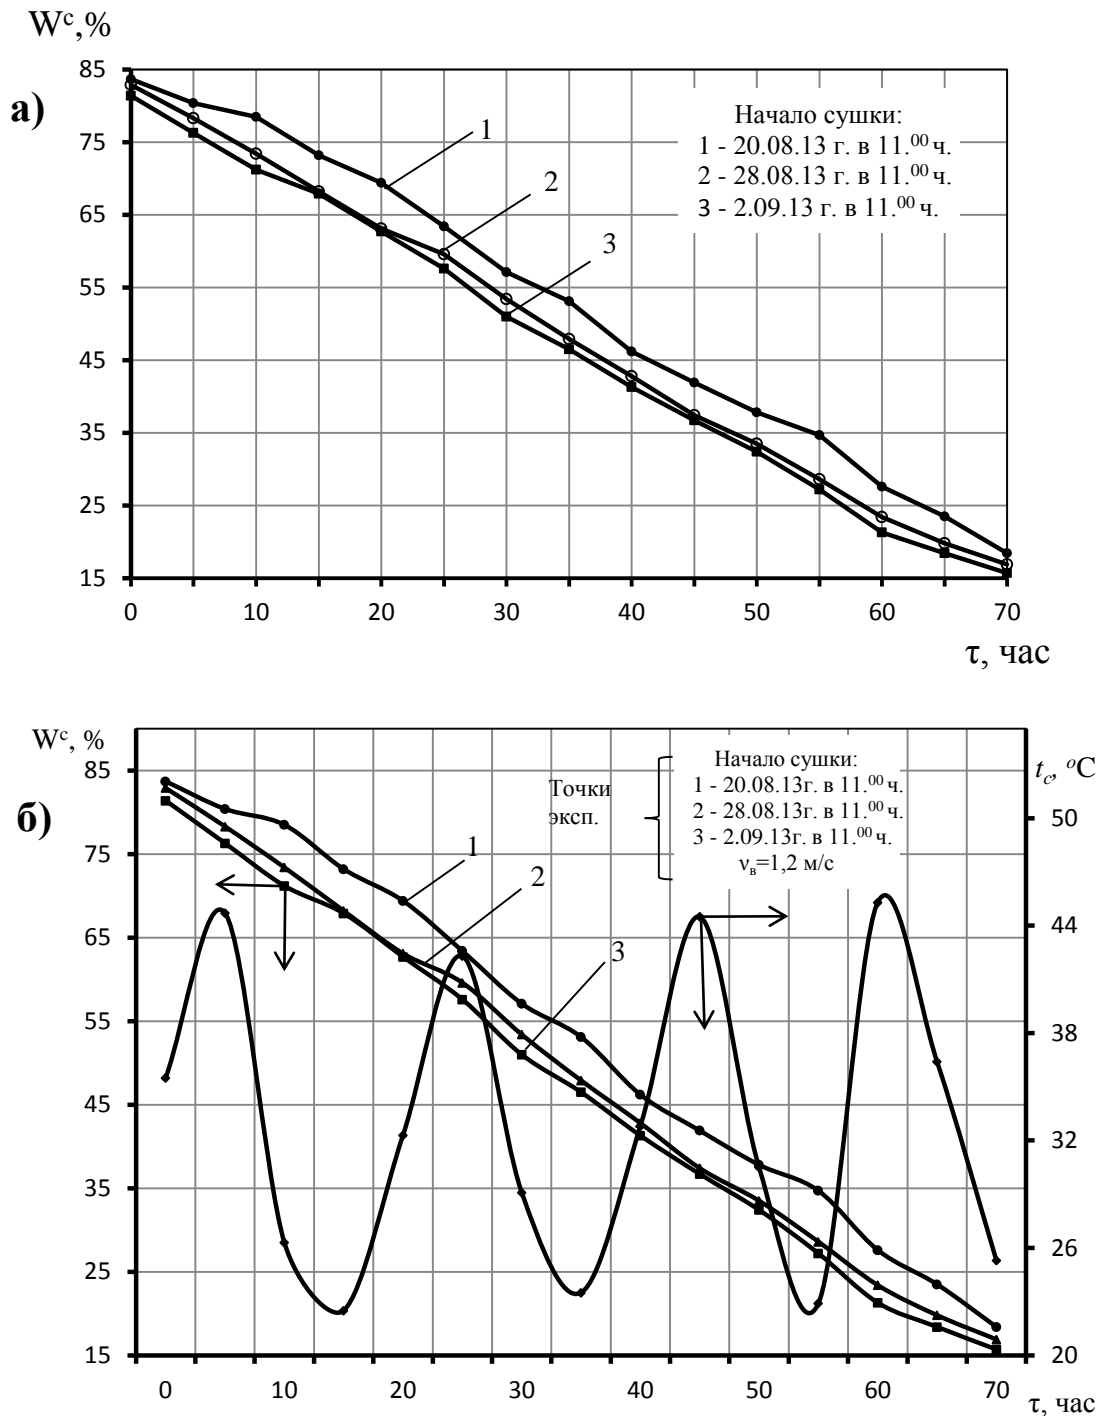 Wᶜ,%
а)
85
75
65
55
45
35
25
15
0 10 20 30 40 50 60 70
τ, час
1
2
3
Начало сушки:
1 - 20.08.13 г. в 11.⁰⁰ ч.
2 - 28.08.13 г. в 11.⁰⁰ ч.
3 - 2.09.13 г. в 11.⁰⁰ ч.
Wᶜ, %
б)
85
75
65
55
45
35
25
15
0 10 20 30 40 50 60 70
τ, час
1
2
3
Точки
эксп.
Начало сушки:
1 - 20.08.13г. в 11.⁰⁰ ч.
2 - 28.08.13г. в 11.⁰⁰ ч.
3 - 2.09.13г. в 11.⁰⁰ ч.
vв=1,2 м/с
tc, ᵒC
50
44
38
32
26
20